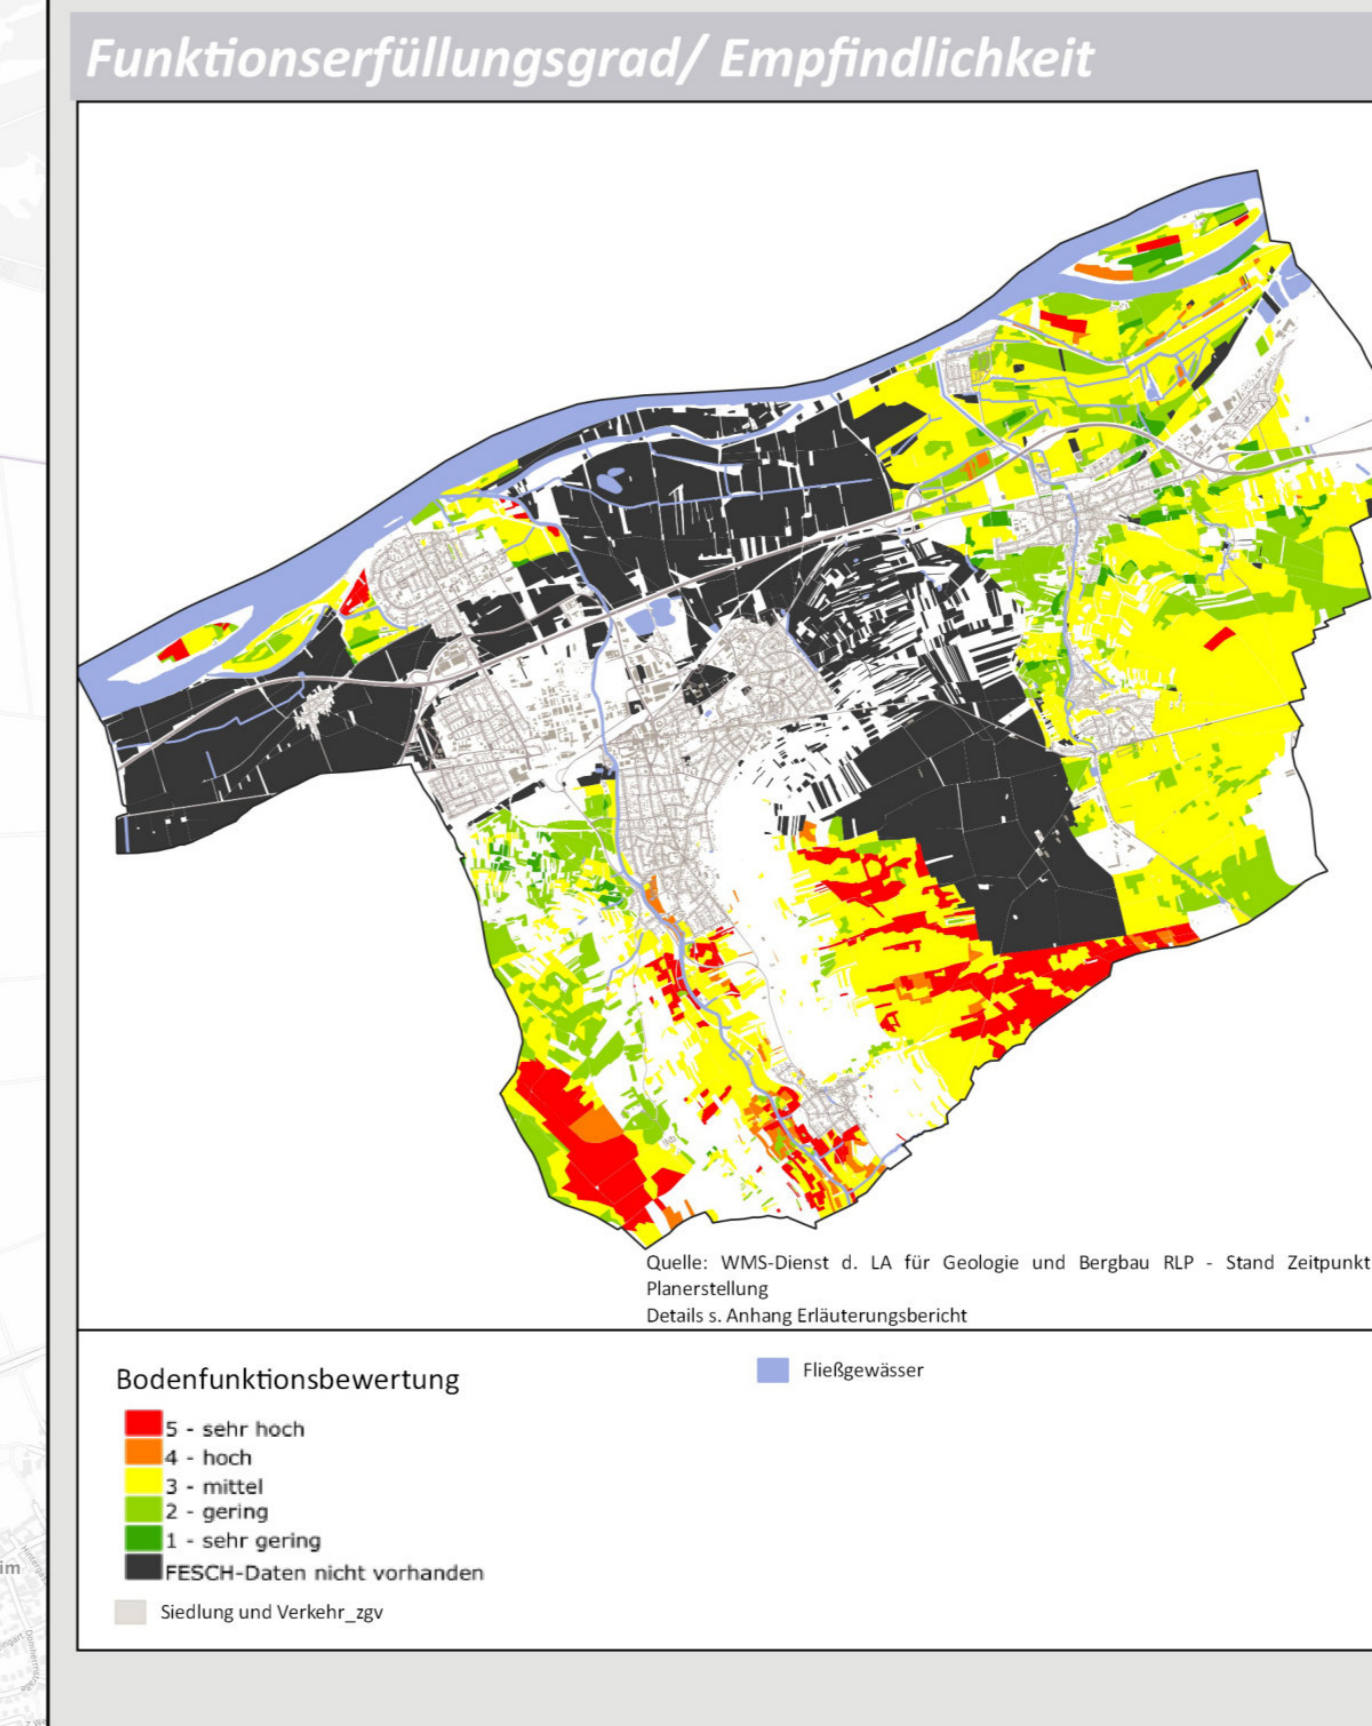 Funktionserfüllungsgrad/ Empfindlichkeit
Quelle: WMS-Dienst d. LA für Geologie und Bergbau RLP - Stand Zeitpunkt
Planerstellung
Details s. Anhang Erläuterungsbericht
Bodenfunktionsbewertung
5 - sehr hoch
4 - hoch
3 - mittel
2 - gering
1 - sehr gering
FESCH-Daten nicht vorhanden
Siedlung und Verkehr_zgv
Fließgewässer
im